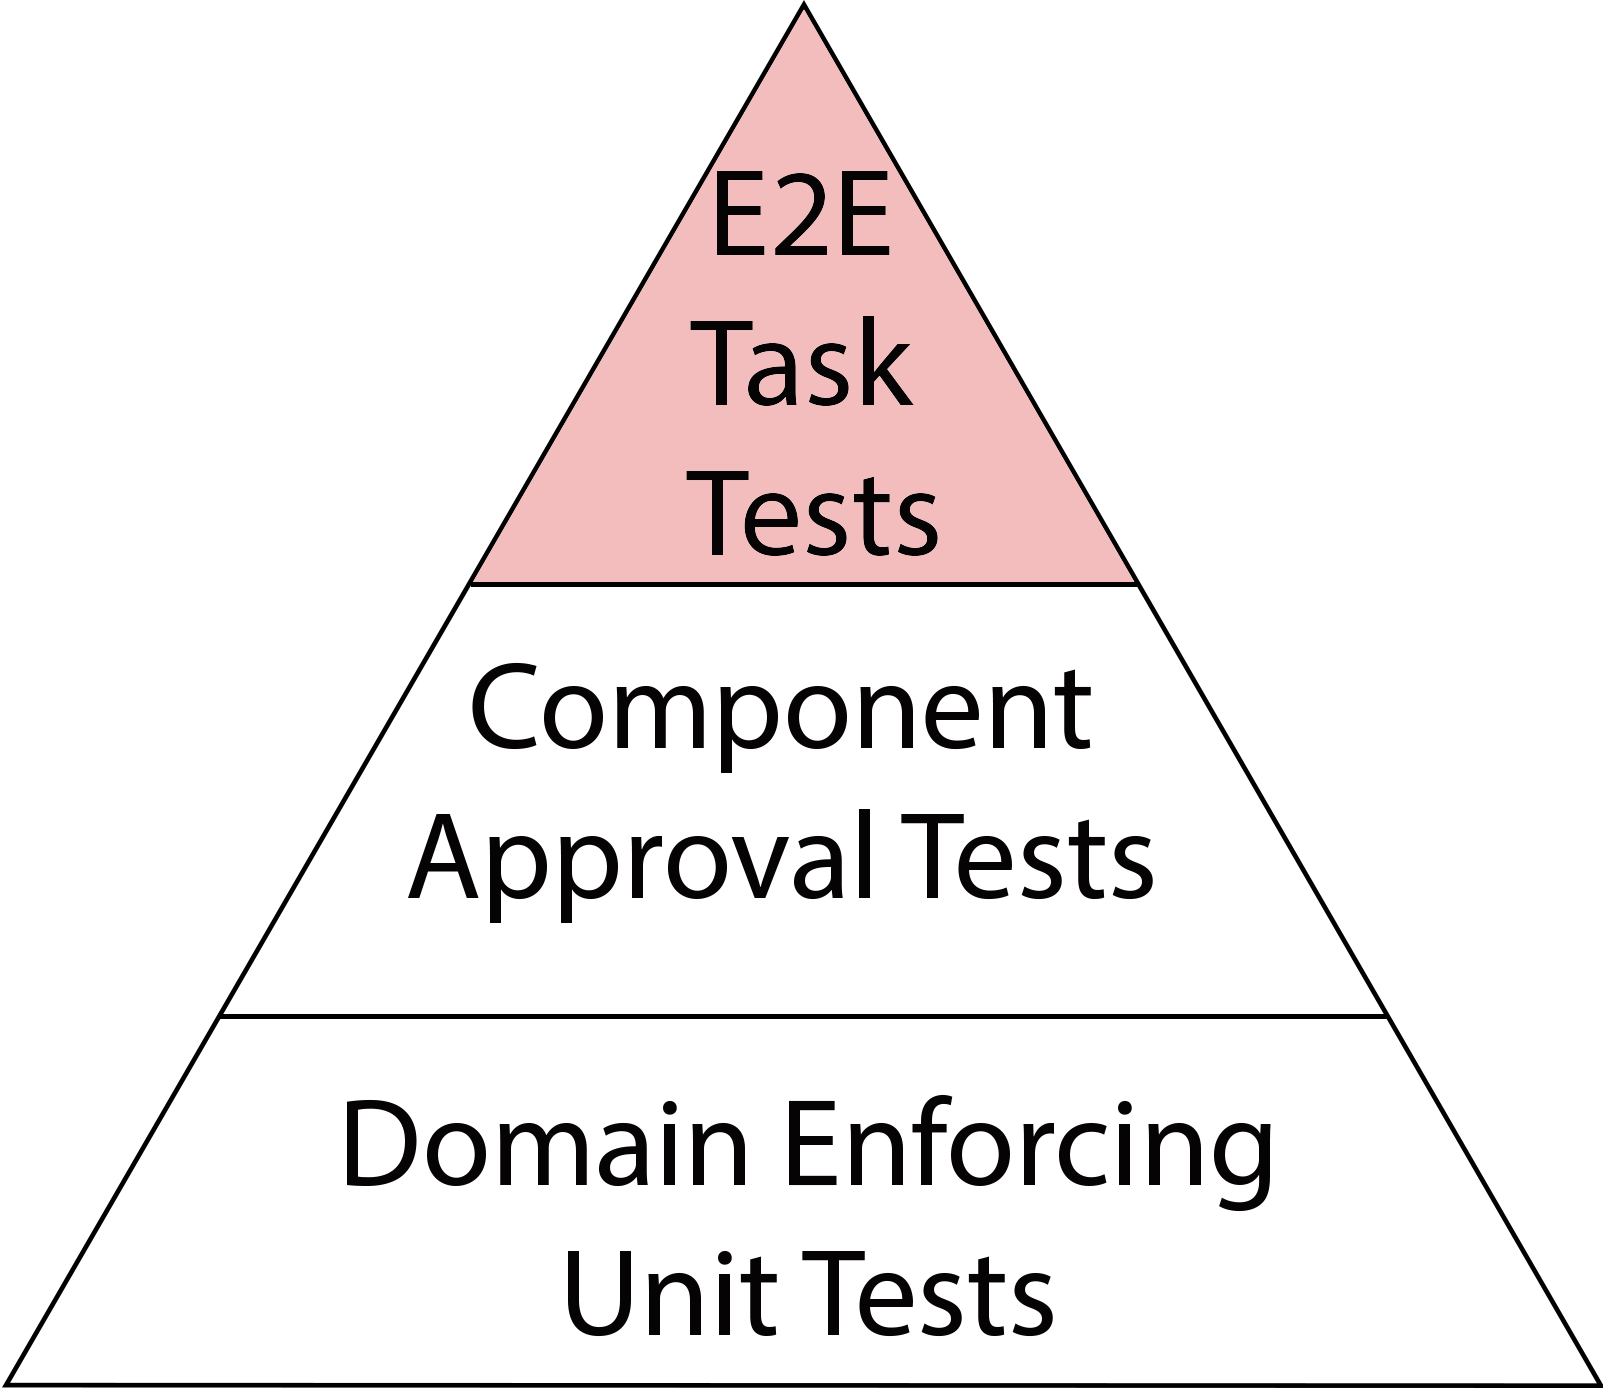 E2E
Task
Tests
Component
Approval Tests
Domain Enforcing
Unit Tests